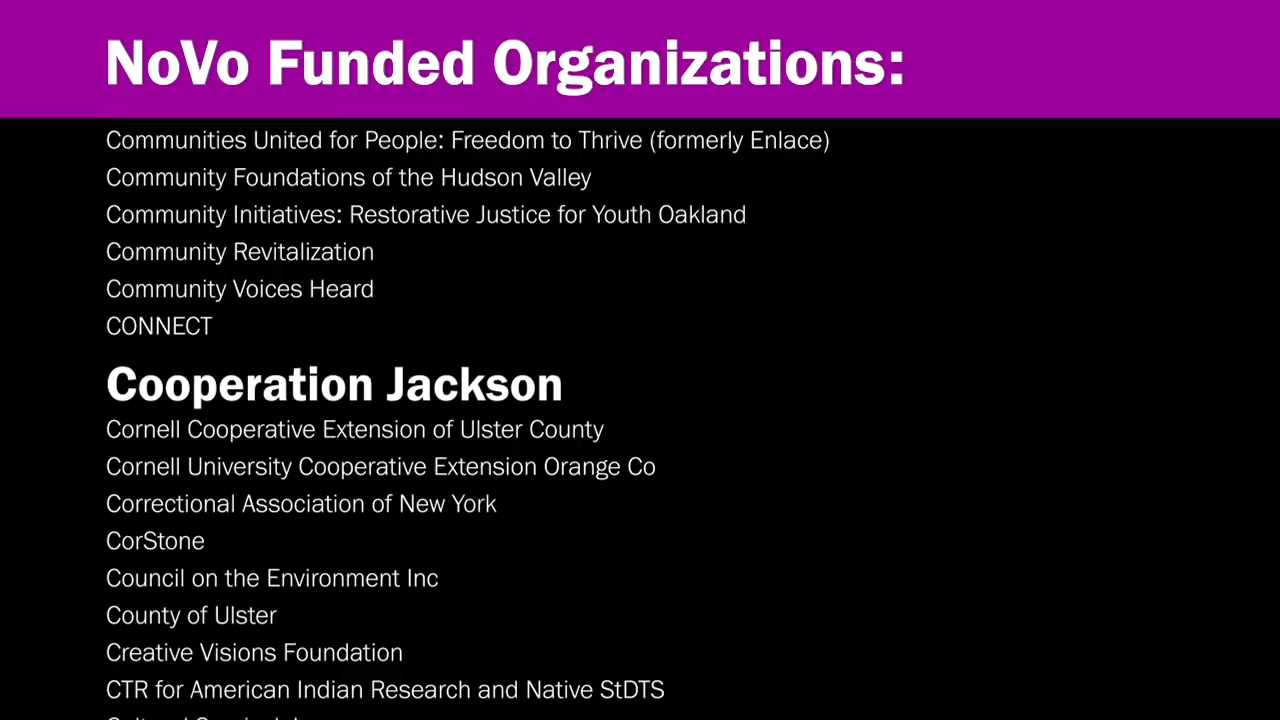 NoVo Funded Organizations:
Communities United for People: Freedom to Thrive (formerly Enlace)
Community Foundations of the Hudson Valley
Community Initiatives: Restorative Justice for Youth Oakland
Community Revitalization
Community Voices Heard
CONNECT
Cooperation Jackson
Cornell Cooperative Extension of Ulster County
Cornell University Cooperative Extension Orange Co
Correctional Association of New York
CorStone
Council on the Environment Inc
County of Ulster
Creative Visions Foundation
CTR for American Indian Research and Native StDTS